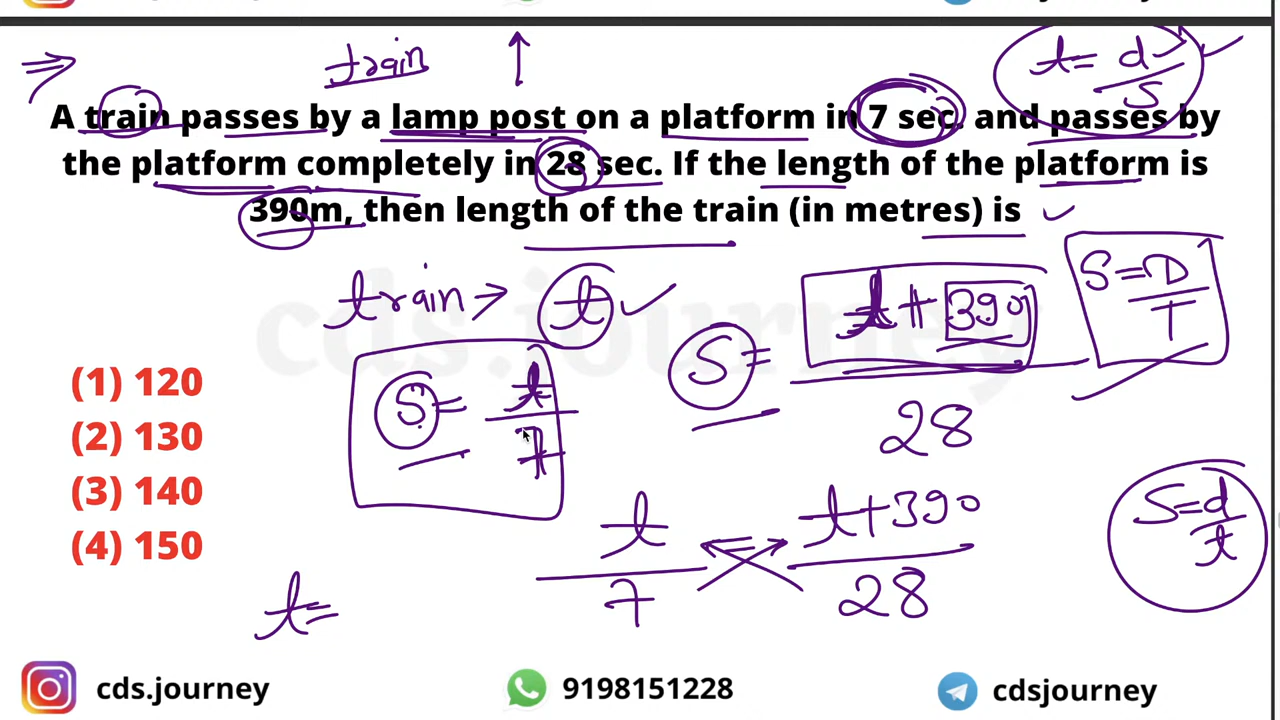 train
t = d/s
A train passes by a lamp post on a platform in 7 sec. and passes by
the platform completely in 28 sec. If the length of the platform is
390m, then length of the train (in metres) is
train → t
t + 390
S =
28
S = D/T
cds.journey
S = t/7
(1) 120
(2) 130
(3) 140
(4) 150
t/7 = t+390/28
S = d/t
t =
cds.journey
9198151228
cdsjourney